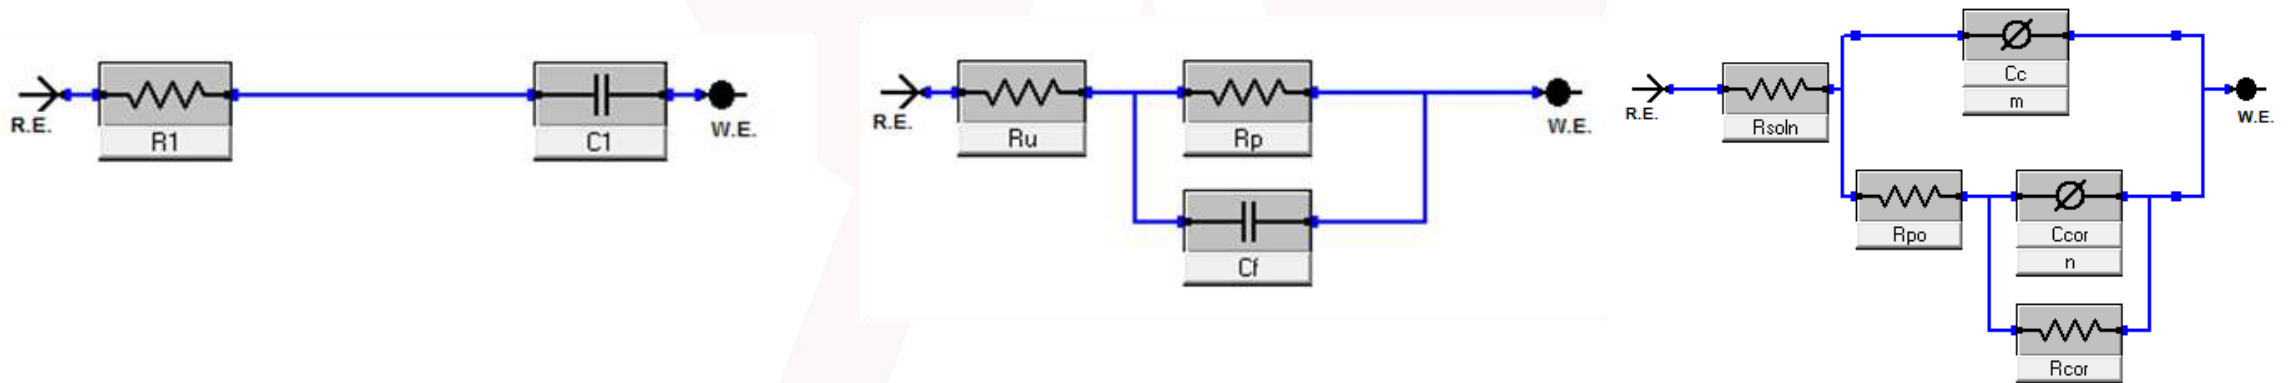 R.E.
R1
C1
W.E.
R.E.
Ru
Rp
Cf
W.E.
R.E.
Rsoln
Cc
m
Rpo
Ccor
n
Rcor
W.E.